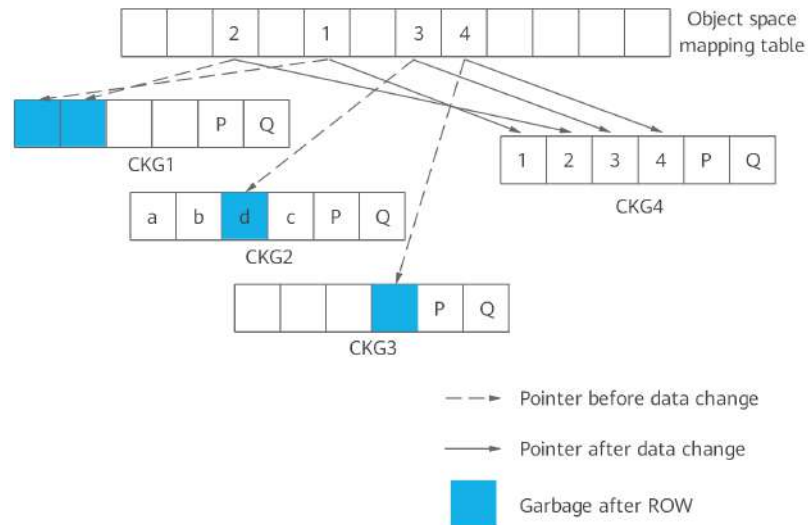 2 1 3 4
Object space
mapping table
P Q
CKG1
1 2 3 4 P Q
CKG4
a b d c P Q
CKG2
P Q
CKG3
Pointer before data change
Pointer after data change
Garbage after ROW